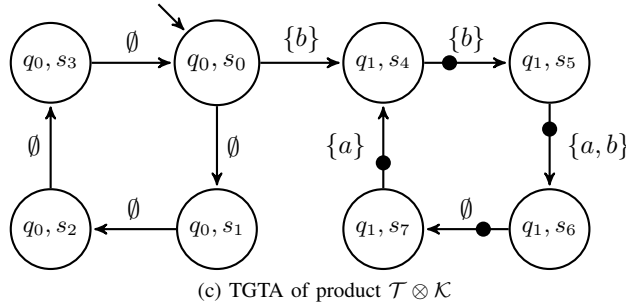 ∅ {b} {b}
q₀, s₃ q₀, s₀ q₁, s₄ q₁, s₅
∅ ∅ {a} {a, b}
∅ ∅
q₀, s₂ q₀, s₁ q₁, s₇ q₁, s₆
(c) TGTA of product 𝒯 ⊗ 𝒦